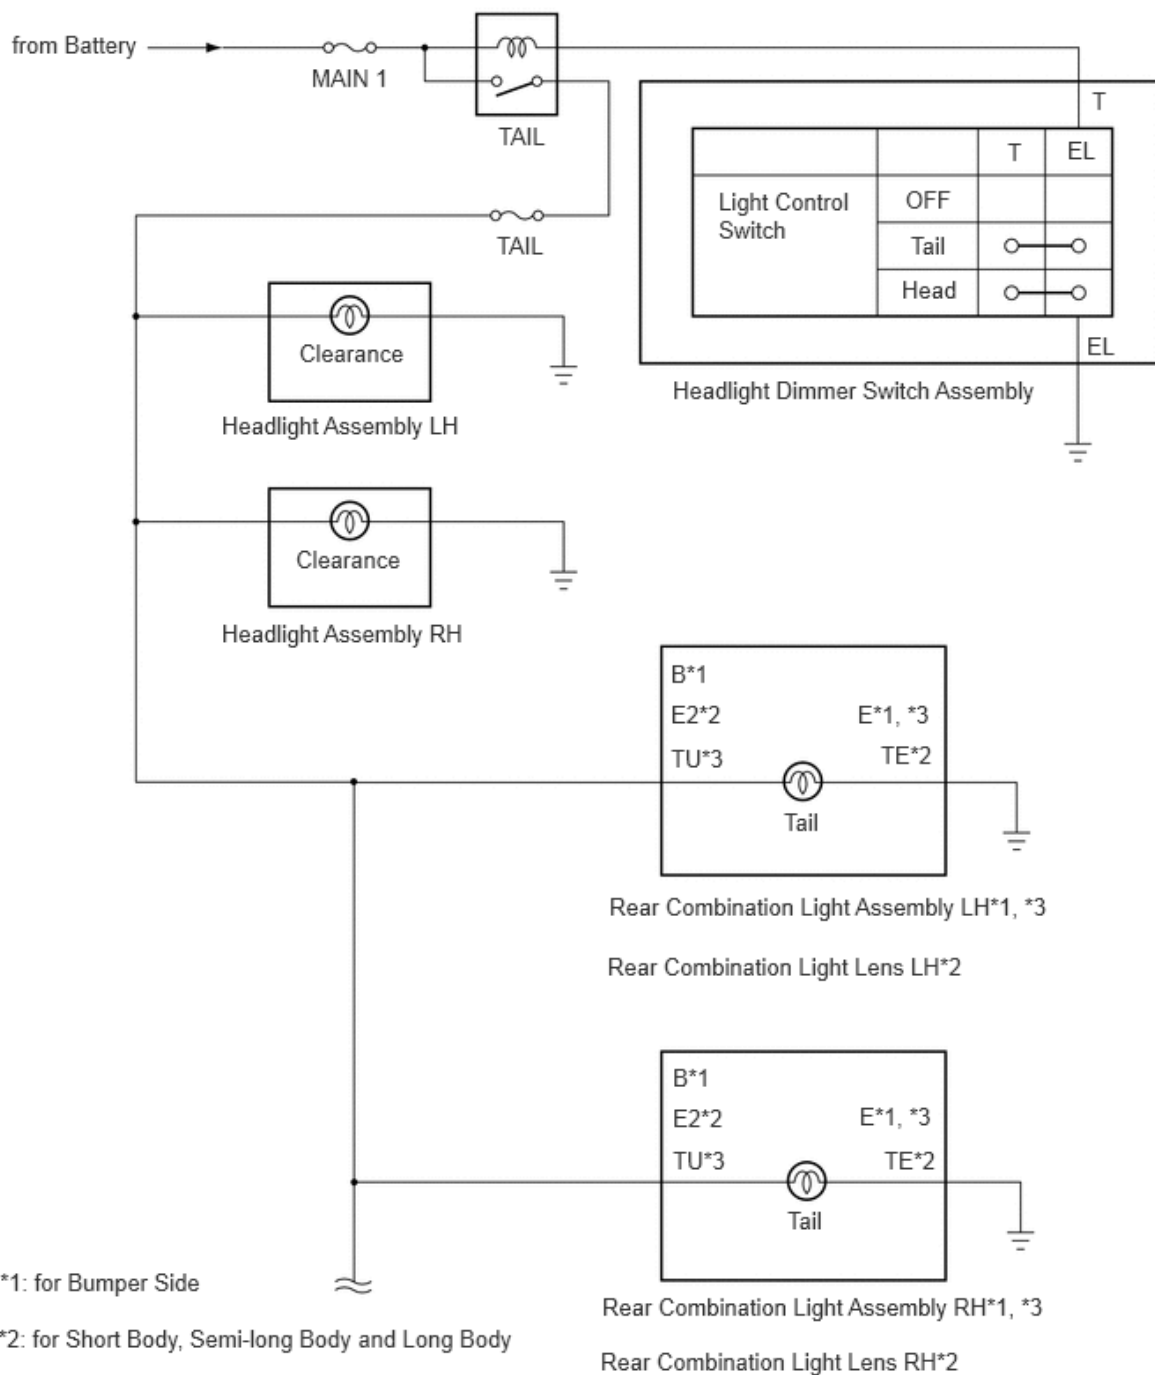 from Battery
MAIN 1
TAIL
T
T EL
Light Control
Switch
OFF
Tail
Head
EL
Headlight Dimmer Switch Assembly
TAIL
Clearance
Headlight Assembly LH
Clearance
Headlight Assembly RH
B*1
E2*2 E*1, *3
TU*3 TE*2
Tail
Rear Combination Light Assembly LH*1, *3
Rear Combination Light Lens LH*2
B*1
E2*2 E*1, *3
TU*3 TE*2
Tail
Rear Combination Light Assembly RH*1, *3
Rear Combination Light Lens RH*2
*1: for Bumper Side
*2: for Short Body, Semi-long Body and Long Body